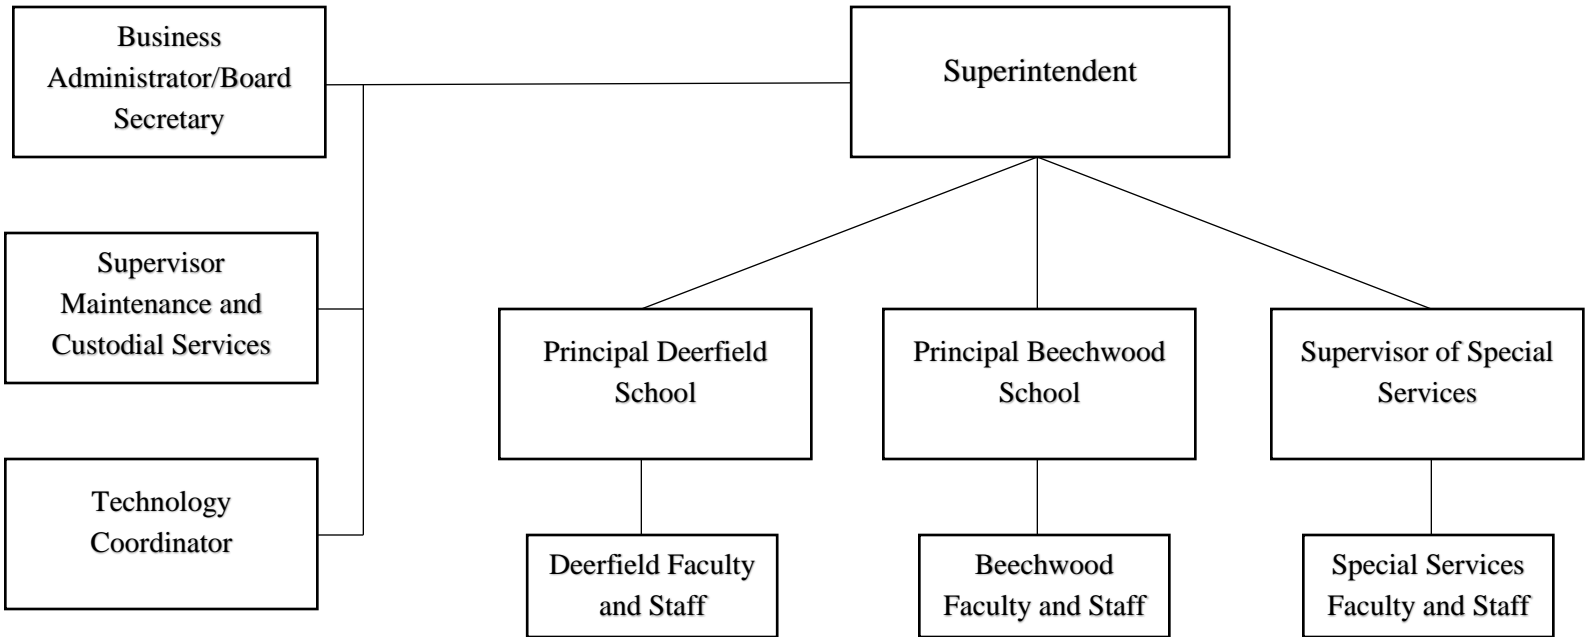 Business
Administrator/Board
Secretary
Superintendent
Supervisor
Maintenance and
Custodial Services
Principal Deerfield
School
Principal Beechwood
School
Supervisor of Special
Services
Technology
Coordinator
Deerfield Faculty
and Staff
Beechwood
Faculty and Staff
Special Services
Faculty and Staff